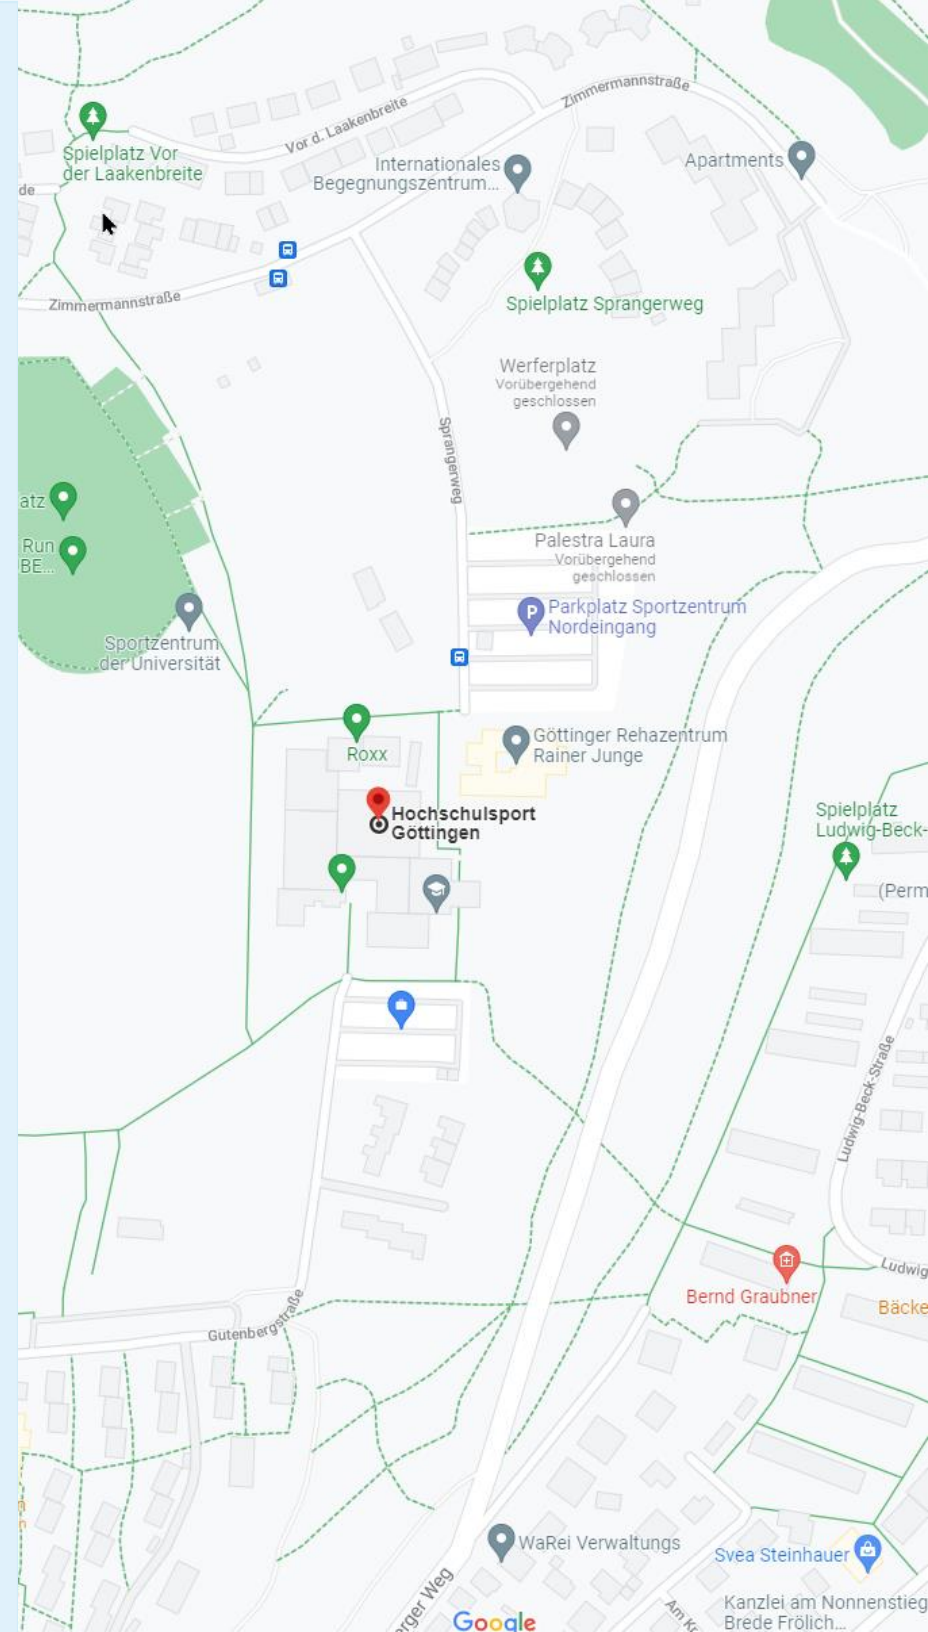 Zimmermannstraße
Vor d. Laakenbreite
Spielplatz Vor
der Laakenbreite
Internationales
Begegnungszentrum...
Apartments
de
Zimmermannstraße
Spielplatz Sprangerweg
Werferplatz
Vorübergehend
geschlossen
Sprangerweg
atz
Run
BE...
Palestra Laura
Vorübergehend
geschlossen
P
Parkplatz Sportzentrum
Nordeingang
Sportzentrum
der Universität
Göttinger Rehazentrum
Rainer Junge
Roxx
Hochschulsport
Göttingen
Spielplatz
Ludwig-Beck-
(Perm
Ludwig-Beck-Straße
Ludwig
Bernd Graubner
Bäcke
Gutenbergstraße
WaRei Verwaltungs
Svea Steinhauer
erger Weg
Am Kr
Kanzlei am Nonnenstieg
Brede Frölich...
Google